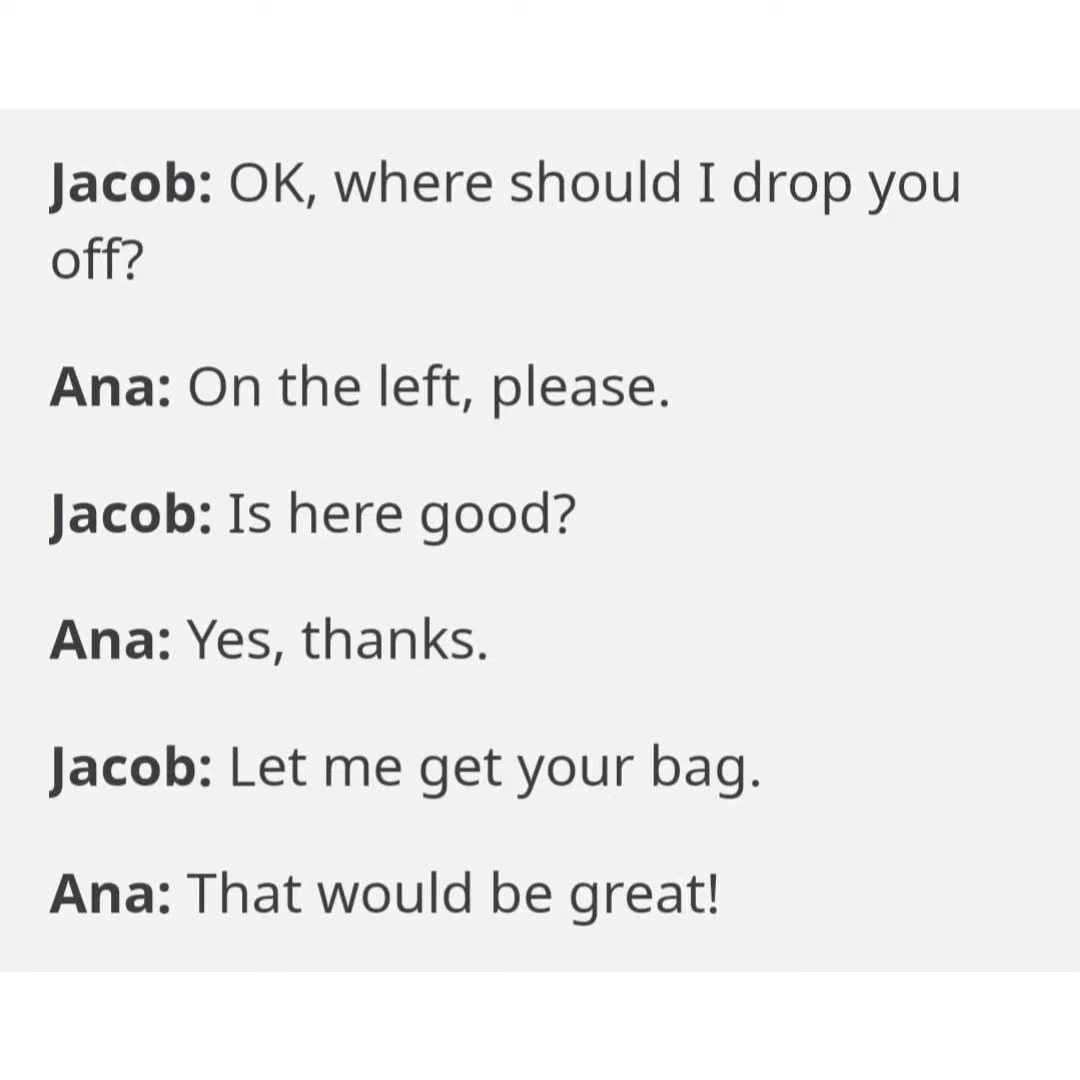 Jacob: OK, where should I drop you
off?
Ana: On the left, please.
Jacob: Is here good?
Ana: Yes, thanks.
Jacob: Let me get your bag.
Ana: That would be great!